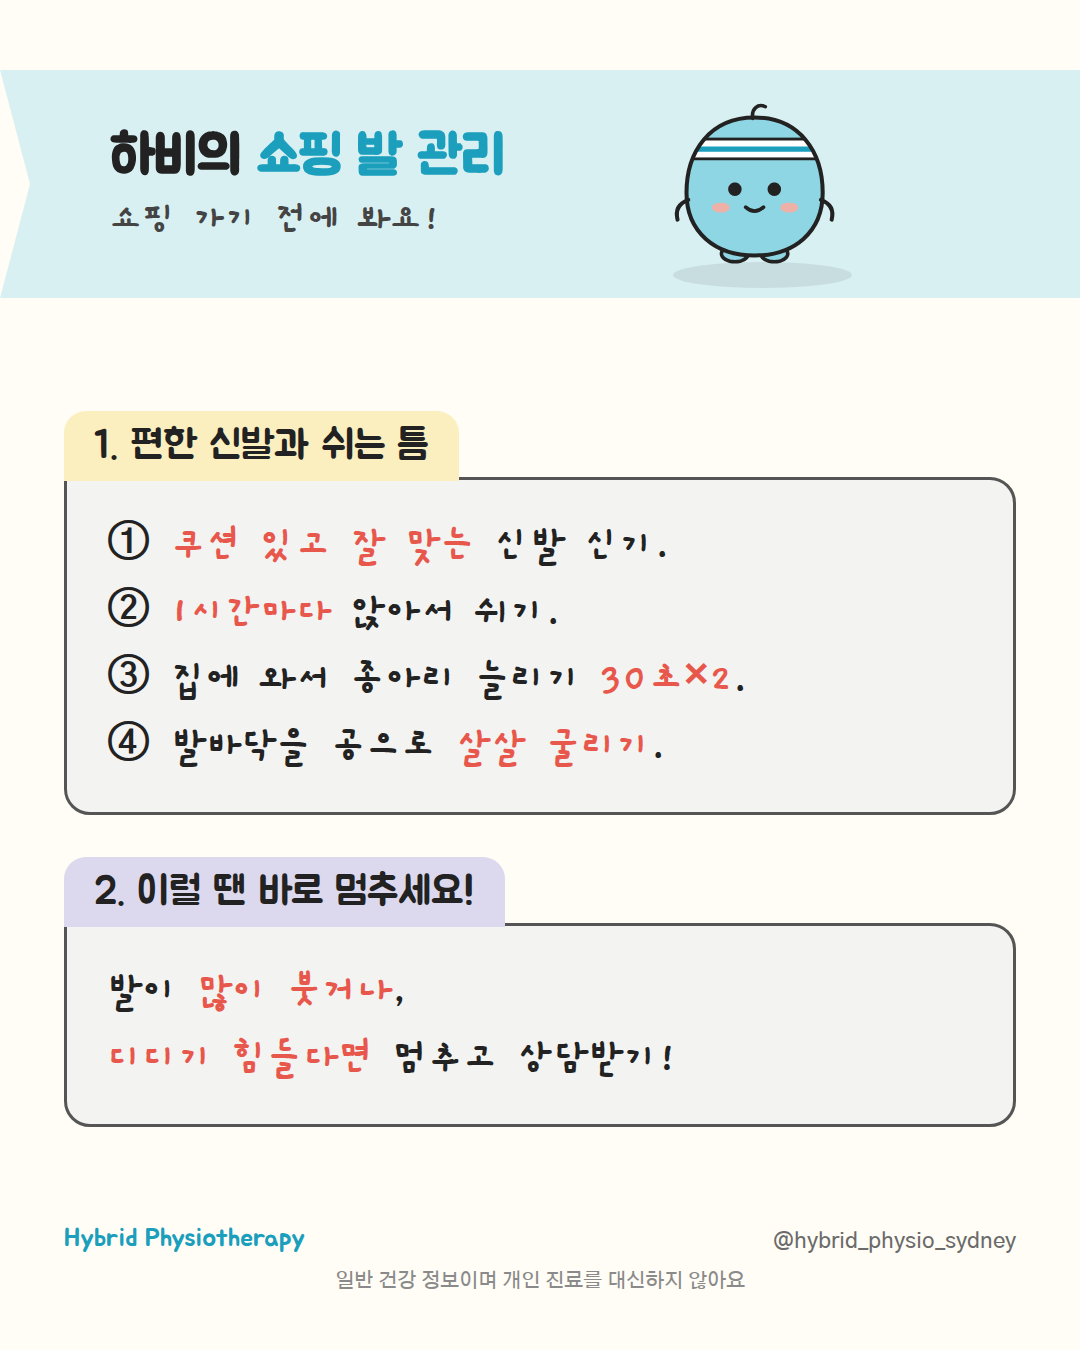 하비의 쇼핑 발 관리
쇼핑 가기 전에 봐요!
1. 편한 신발과 쉬는 틈
① 쿠션 있고 잘 맞는 신발 신기.
② 1시간마다 앉아서 쉬기.
③ 집에 와서 종아리 늘리기 30초×2.
④ 발바닥을 공으로 살살 굴리기.
2. 이럴 땐 바로 멈추세요!
발이 많이 붓거나,
디디기 힘들다면 멈추고 상담받기!
Hybrid Physiotherapy
@hybrid_physio_sydney
일반 건강 정보이며 개인 진료를 대신하지 않아요